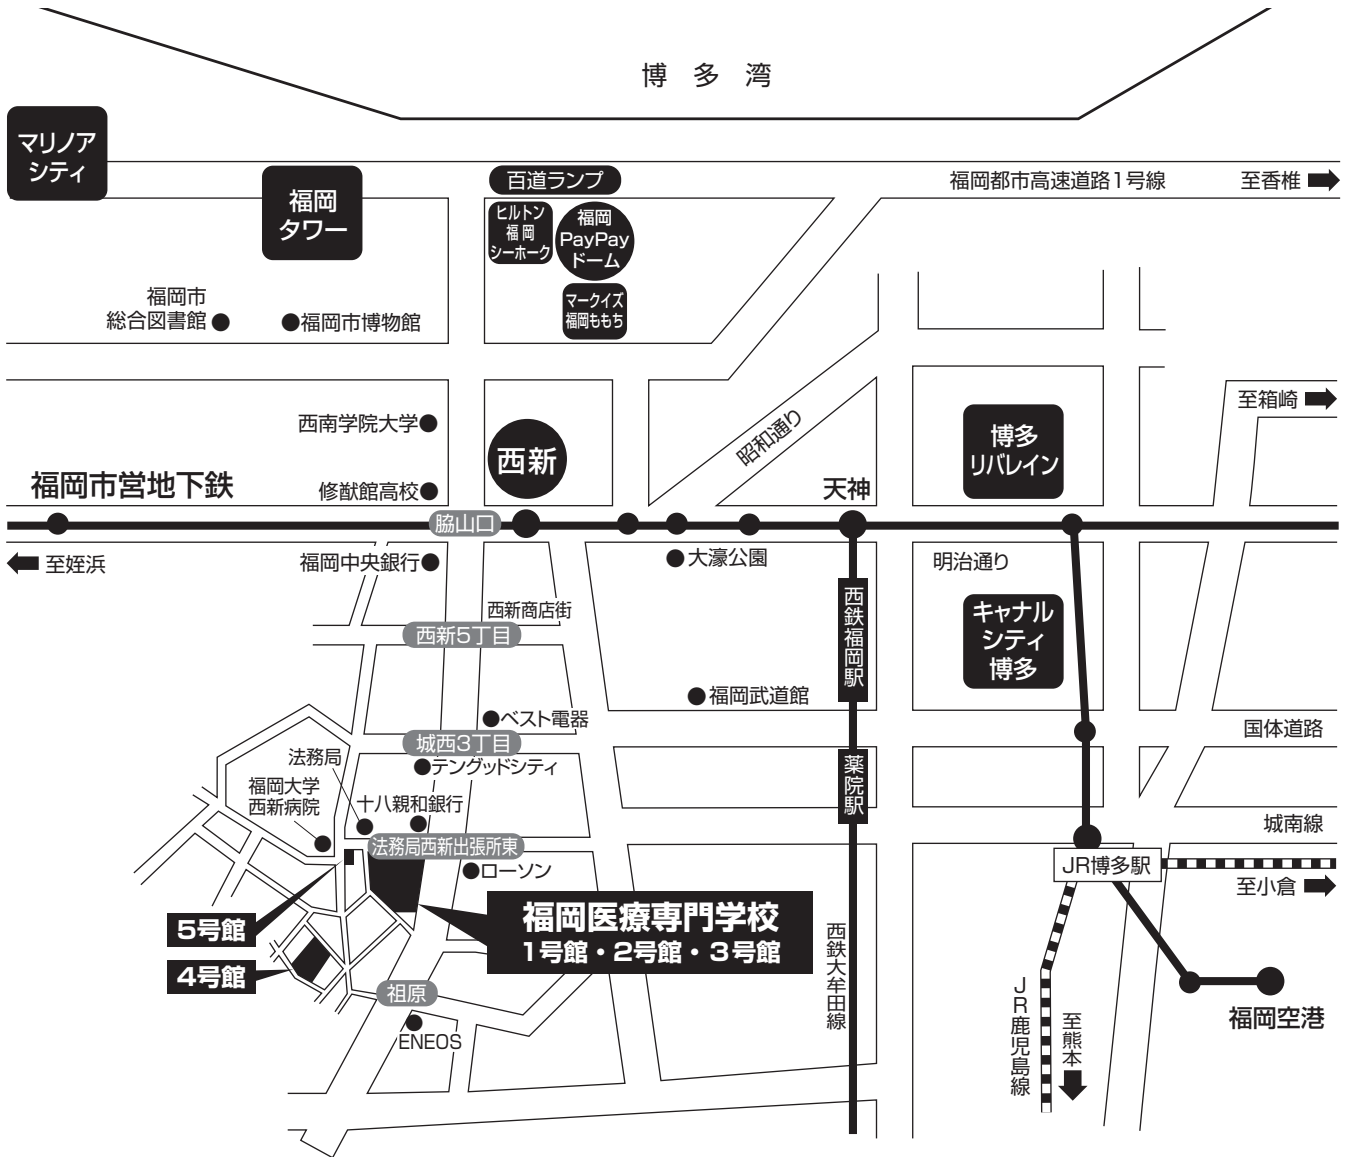 博多湾
マリノア
シティ
福岡
タワー
百道ランプ
福岡都市高速道路1号線
至香椎
ヒルトン
福岡
シーホーク
福岡
PayPay
ドーム
マークイズ
福岡ももち
福岡市
総合図書館
福岡市博物館
西南学院大学
西新
昭和通り
博多
リバレイン
至箱崎
福岡市営地下鉄
修猷館高校
天神
脇山口
至姪浜
福岡中央銀行
大濠公園
明治通り
西新商店街
西新5丁目
西鉄福岡駅
キャナル
シティ
博多
福岡武道館
ベスト電器
国体道路
城西3丁目
テングッドシティ
法務局
福岡大学
西新病院
十八親和銀行
薬院駅
城南線
法務局西新出張所東
ローソン
JR博多駅
至小倉
5号館
4号館
福岡医療専門学校
1号館・2号館・3号館
祖原
ENEOS
西鉄大牟田線
JR鹿児島線
至熊本
福岡空港